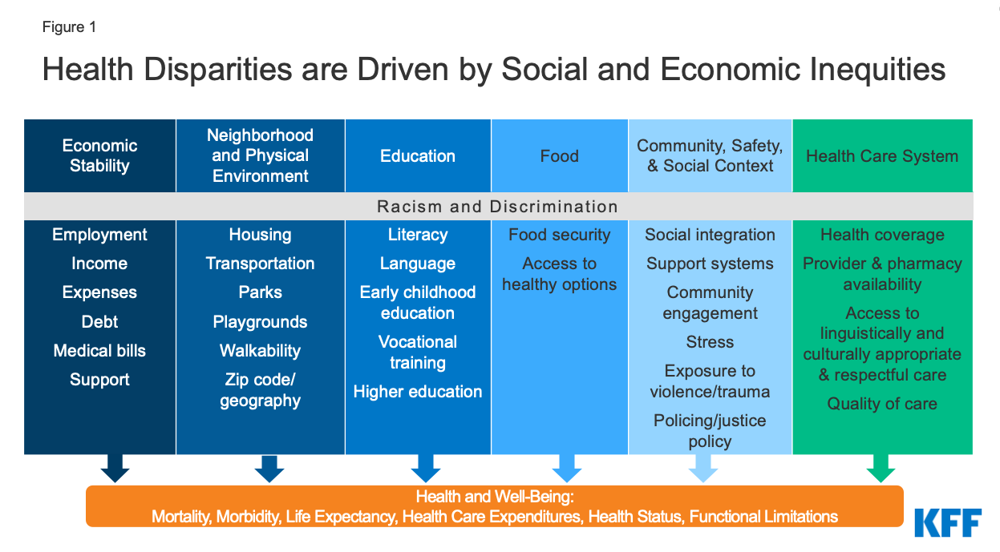 Figure 1
Health Disparities are Driven by Social and Economic Inequities
Economic
Stability
Neighborhood
and Physical
Environment
Education
Food
Community, Safety,
& Social Context
Health Care System
Racism and Discrimination
Employment
Income
Expenses
Debt
Medical bills
Support
Housing
Transportation
Parks
Playgrounds
Walkability
Zip code/
geography
Literacy
Language
Early childhood
education
Vocational
training
Higher education
Food security
Access to
healthy options
Social integration
Support systems
Community
engagement
Stress
Exposure to
violence/trauma
Policing/justice
policy
Health coverage
Provider & pharmacy
availability
Access to
linguistically and
culturally appropriate
& respectful care
Quality of care
Health and Well-Being:
Mortality, Morbidity, Life Expectancy, Health Care Expenditures, Health Status, Functional Limitations
KFF